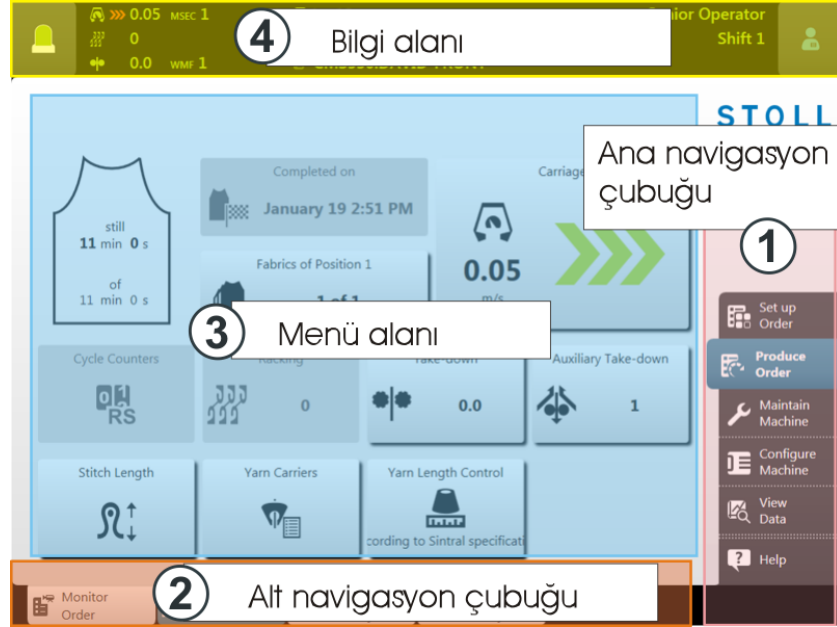 0.05 MSEC 1
0
0.0 WMF 1
4
Bilgi alanı
Operator
Shift 1
STOLL
Ana navigasyon
çubuğu
1
Completed on
January 19 2:51 PM
still
11 min 0 s
of
11 min 0 s
Fabrics of Position 1
0.05
3
Menü alanı
Cycle Counters
RS
0
0.0
Auxiliary Take-down
1
Stitch Length
Yarn Carriers
Yarn Length Control
to Sintral
Set up
Order
Produce
Order
Maintain
Machine
Configure
Machine
View
Data
Help
Monitor
Order
2
Alt navigasyon çubuğu